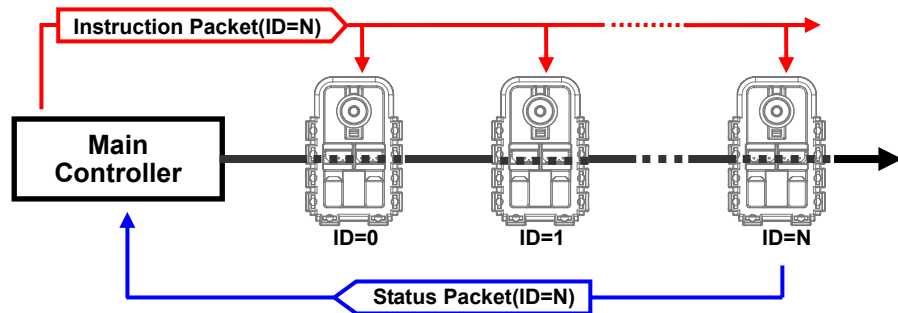 Instruction Packet(ID=N)
Main
Controller
ID=0
ID=1
ID=N
Status Packet(ID=N)